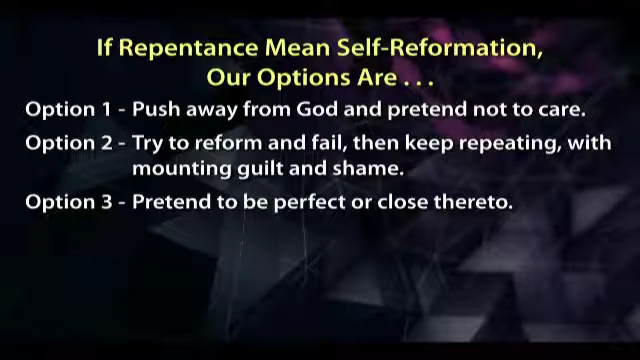 If Repentance Mean Self-Reformation,
Our Options Are . . .
Option 1 - Push away from God and pretend not to care.
Option 2 - Try to reform and fail, then keep repeating, with
mounting guilt and shame.
Option 3 - Pretend to be perfect or close thereto.